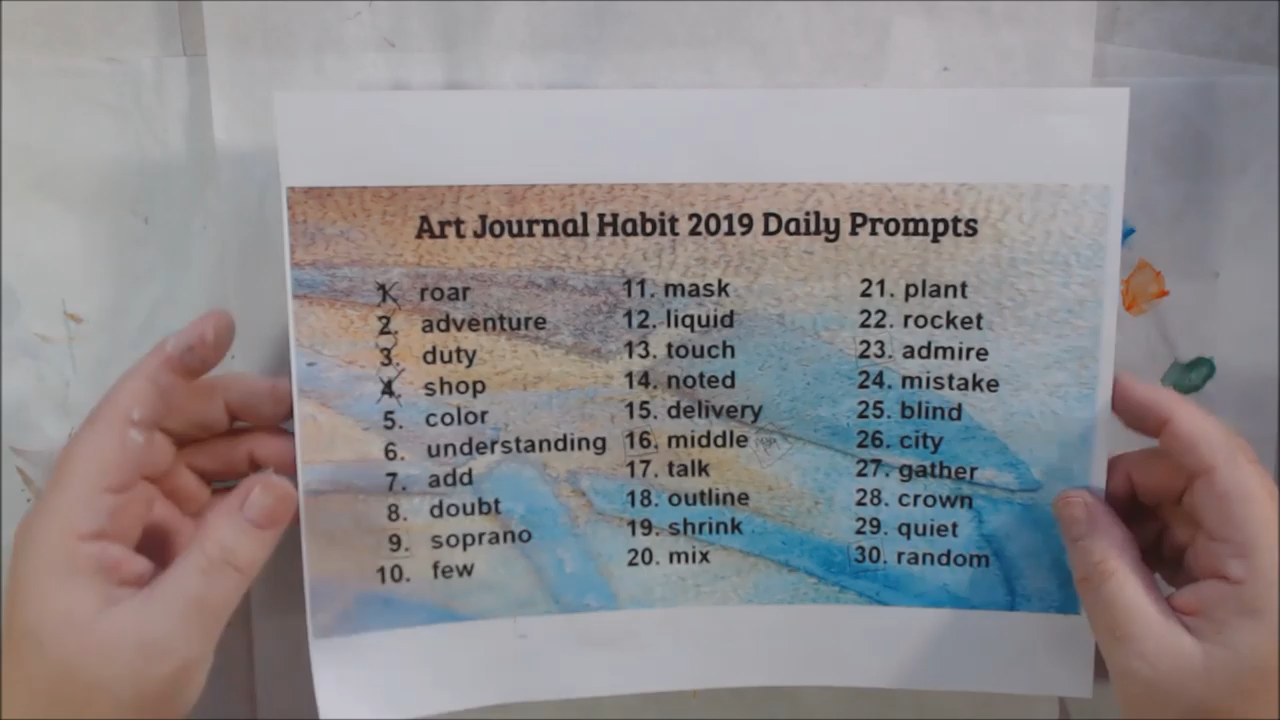 Art Journal Habit 2019 Daily Prompts
1. roar
2. adventure
3. duty
4. shop
5. color
6. understanding
7. add
8. doubt
9. soprano
10. few
11. mask
12. liquid
13. touch
14. noted
15. delivery
16. middle
17. talk
18. outline
19. shrink
20. mix
21. plant
22. rocket
23. admire
24. mistake
25. blind
26. city
27. gather
28. crown
29. quiet
30. random